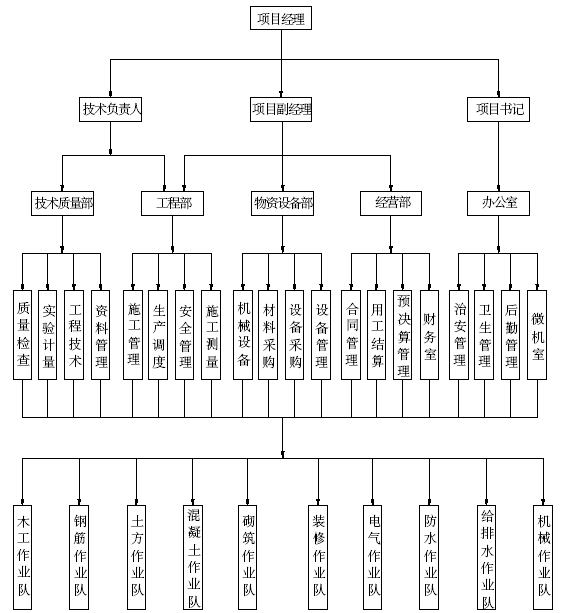 项目经理
技术负责人
项目副经理
项目书记
技术质量部
工程部
物资设备部
经营部
办公室
质量检查
实验计量
工程技术
资料管理
施工管理
生产调度
安全管理
施工测量
机械设备
材料采购
设备采购
设备管理
合同管理
用工结算
预决算管理
财务室
治安管理
卫生管理
后勤管理
微机室
木工作业队
钢筋作业队
土方作业队
混凝土作业队
砌筑作业队
装修作业队
电气作业队
防水作业队
给排水作业队
机械作业队